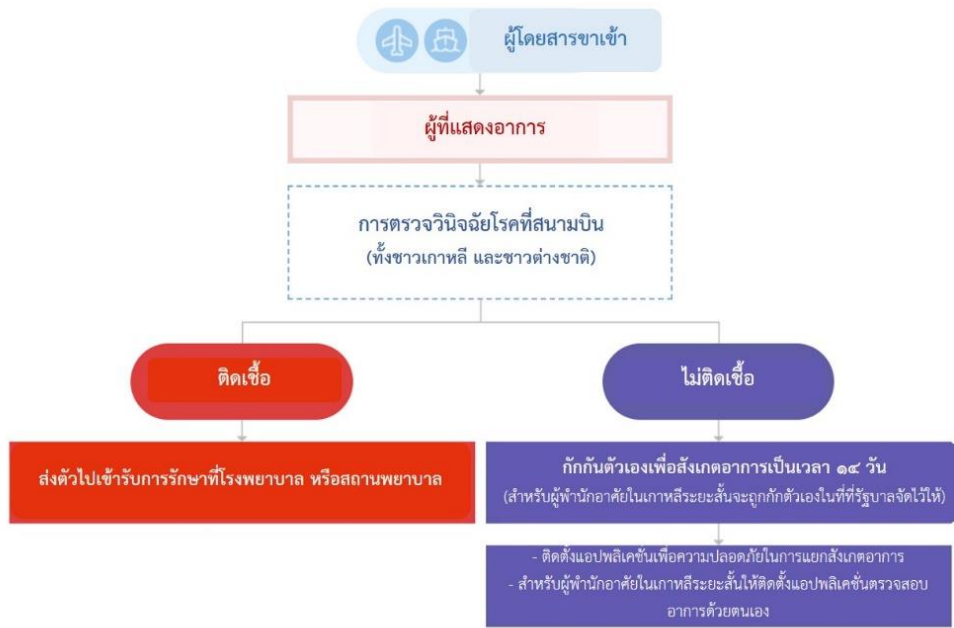 ผู้โดยสารขาเข้า
ผู้ที่แสดงอาการ
การตรวจวินิจฉัยโรคที่สนามบิน
(ทั้งชาวเกาหลี และชาวต่างชาติ)
ติดเชื้อ
ส่งตัวไปเข้ารับการรักษาที่โรงพยาบาล หรือสถานพยาบาล
ไม่ติดเชื้อ
กักกันตัวเองเพื่อสังเกตอาการเป็นเวลา ๑๔ วัน
(สำหรับผู้พำนักอาศัยในเกาหลีระยะสั้นจะถูกกักตัวเองในที่ที่รัฐบาลจัดไว้ให้)
- ติดตั้งแอปพลิเคชันเพื่อความปลอดภัยในการแยกสังเกตอาการ
- สำหรับผู้พำนักอาศัยในเกาหลีระยะสั้นให้ติดตั้งแอปพลิเคชั่นตรวจสอบ
อาการด้วยตนเอง